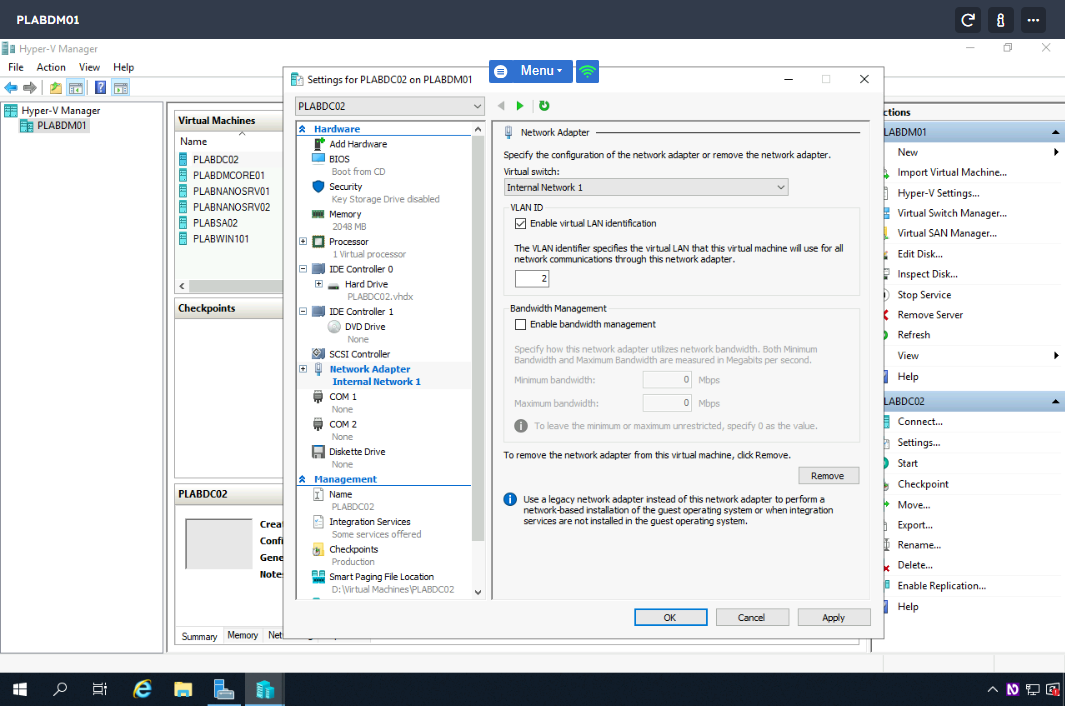 PLABDM01
Hyper-V Manager
File Action View Help
Hyper-V Manager
PLABDM01
Virtual Machines
Name
PLABDC02
PLABDMCORE01
PLABNANOSRV01
PLABNANOSRV02
PLABSA02
PLABWIN101
Checkpoints
PLABDC02
Creat
Confi
Gene
Notes
Summary Memory Net
Settings for PLABDC02 on PLABDM01
Menu
PLABDC02
Hardware
Add Hardware
BIOS
Boot from CD
Security
Key Storage Drive disabled
Memory
2048 MB
Processor
1 Virtual processor
IDE Controller 0
Hard Drive
PLABDC02.vhdx
IDE Controller 1
DVD Drive
None
SCSI Controller
Network Adapter
Internal Network 1
COM 1
None
COM 2
None
Diskette Drive
None
Management
Name
PLABDC02
Integration Services
Some services offered
Checkpoints
Production
Smart Paging File Location
D:\Virtual Machines\PLABDC02
Network Adapter
Specify the configuration of the network adapter or remove the network adapter.
Virtual switch:
Internal Network 1
VLAN ID
Enable virtual LAN identification
The VLAN identifier specifies the virtual LAN that this virtual machine will use for all
network communications through this network adapter.
2
Bandwidth Management
Enable bandwidth management
Specify how this network adapter utilizes network bandwidth. Both Minimum
Bandwidth and Maximum Bandwidth are measured in Megabits per second.
Minimum bandwidth: 0 Mbps
Maximum bandwidth: 0 Mbps
To leave the minimum or maximum unrestricted, specify 0 as the value.
To remove the network adapter from this virtual machine, click Remove.
Remove
Use a legacy network adapter instead of this network adapter to perform a
network-based installation of the guest operating system or when integration
services are not installed in the guest operating system.
OK Cancel Apply
ctions
LABDM01
New
Import Virtual Machine...
Hyper-V Settings...
Virtual Switch Manager...
Virtual SAN Manager...
Edit Disk...
Inspect Disk...
Stop Service
Remove Server
Refresh
View
Help
LABDC02
Connect...
Settings...
Start
Checkpoint
Move...
Export...
Rename...
Delete...
Enable Replication...
Help